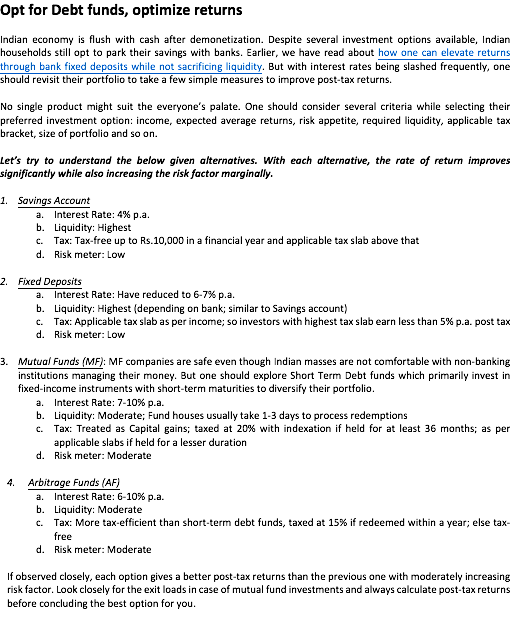 Opt for Debt funds, optimize returns
Indian economy is flush with cash after demonetization. Despite several investment options available, Indian
households still opt to park their savings with banks. Earlier, we have read about how one can elevate returns
through bank fixed deposits while not sacrificing liquidity. But with interest rates being slashed frequently, one
should revisit their portfolio to take a few simple measures to improve post-tax returns.
No single product might suit the everyone's palate. One should consider several criteria while selecting their
preferred investment option: income, expected average returns, risk appetite, required liquidity, applicable tax
bracket, size of portfolio and so on.
Let's try to understand the below given alternatives. With each alternative, the rate of return improves
significantly while also increasing the risk factor marginally.
1. Savings Account
a. Interest Rate: 4% p.a.
b. Liquidity: Highest
c. Tax: Tax-free up to Rs.10,000 in a financial year and applicable tax slab above that
d. Risk meter: Low
2. Fixed Deposits
a. Interest Rate: Have reduced to 6-7% p.a.
b. Liquidity: Highest (depending on bank; similar to Savings account)
c. Tax: Applicable tax slab as per income; so investors with highest tax slab earn less than 5% p.a. post tax
d. Risk meter: Low
3. Mutual Funds (MF): MF companies are safe even though Indian masses are not comfortable with non-banking
institutions managing their money. But one should explore Short Term Debt funds which primarily invest in
fixed-income instruments with short-term maturities to diversify their portfolio.
a. Interest Rate: 7-10% p.a.
b. Liquidity: Moderate; Fund houses usually take 1-3 days to process redemptions
c. Tax: Treated as Capital gains; taxed at 20% with indexation if held for at least 36 months; as per
applicable slabs if held for a lesser duration
d. Risk meter: Moderate
4. Arbitrage Funds (AF)
a. Interest Rate: 6-10% p.a.
b. Liquidity: Moderate
c. Tax: More tax-efficient than short-term debt funds, taxed at 15% if redeemed within a year; else tax-
free
d. Risk meter: Moderate
If observed closely, each option gives a better post-tax returns than the previous one with moderately increasing
risk factor. Look closely for the exit loads in case of mutual fund investments and always calculate post-tax returns
before concluding the best option for you.